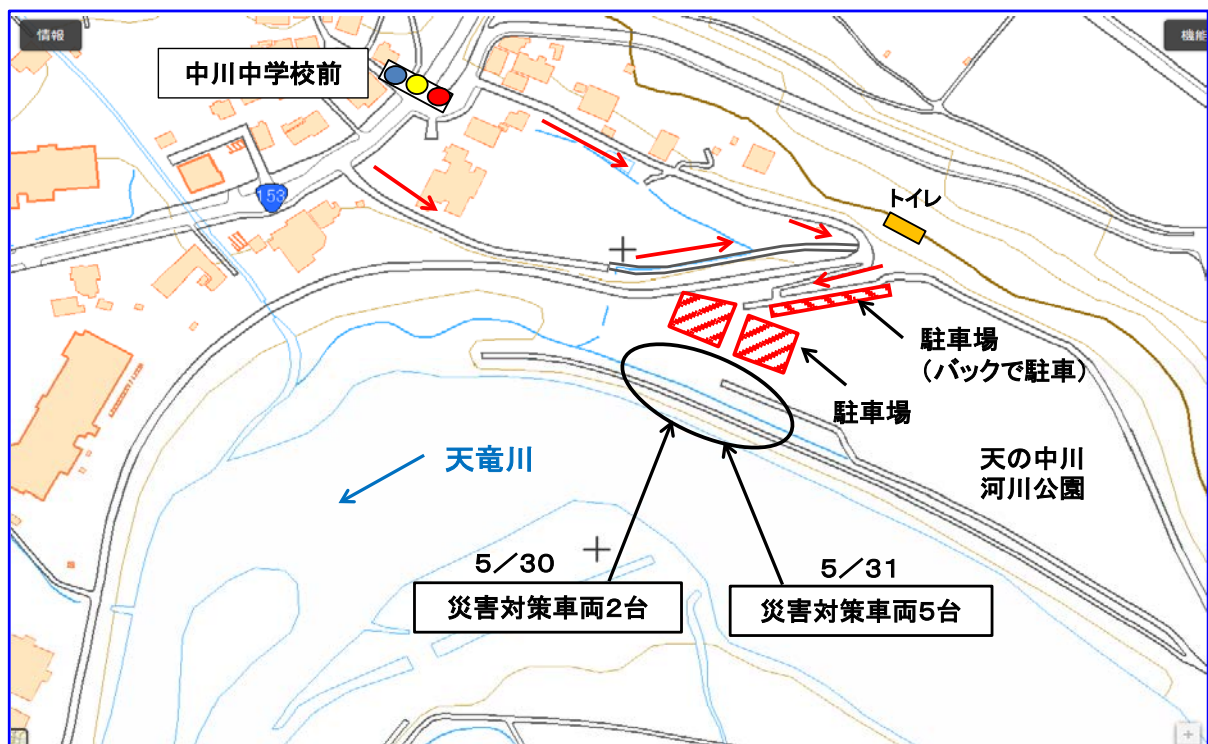 情報
機能
中川中学校前
153
トイレ
駐車場
（バックで駐車）
駐車場
天竜川
天の中川
河川公園
５／３０
災害対策車両２台
５／３１
災害対策車両５台